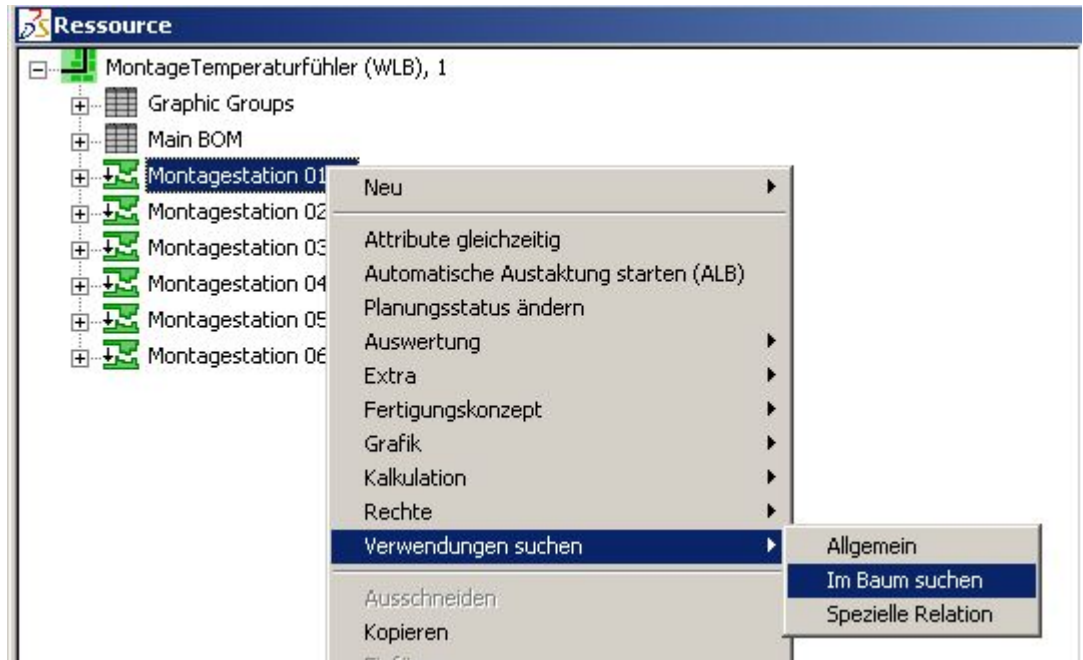 Ressource
MontageTemperaturfühler (WLB), 1
Graphic Groups
Main BOM
Montagestation 01
Montagestation 02
Montagestation 03
Montagestation 04
Montagestation 05
Montagestation 06
Neu
Attribute gleichzeitig
Automatische Austaktung starten (ALB)
Planungsstatus ändern
Auswertung
Extra
Fertigungskonzept
Grafik
Kalkulation
Rechte
Verwendungen suchen
Ausschneiden
Kopieren
Allgemein
Im Baum suchen
Spezielle Relation